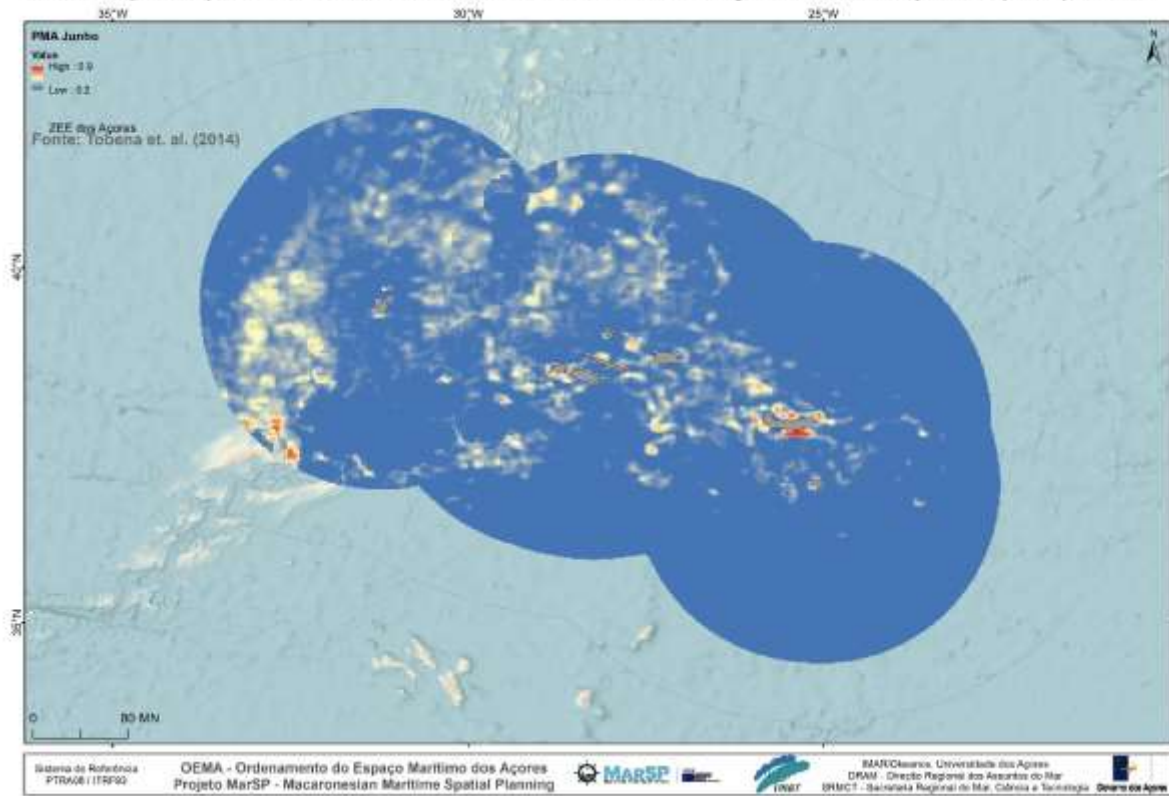 35°W
30°W
25°W
PMA Junho
Value
High : 0.9
Low : 0.2
ZEE dos Açores
Fonte: Tobena et. al. (2014)
N
40°N
35°N
0 80 MN
Sistema de Referência
PTRA08 / ITRF93
OEMA - Ordenamento do Espaço Marítimo dos Açores
Projeto MarSP - Macaronesian Maritime Spatial Planning
MarSP
IMAR/Okeanos, Universidade dos Açores
DRAM - Direção Regional dos Assuntos do Mar
SRMCT - Secretaria Regional do Mar, Ciência e Tecnologia
Governo dos Açores